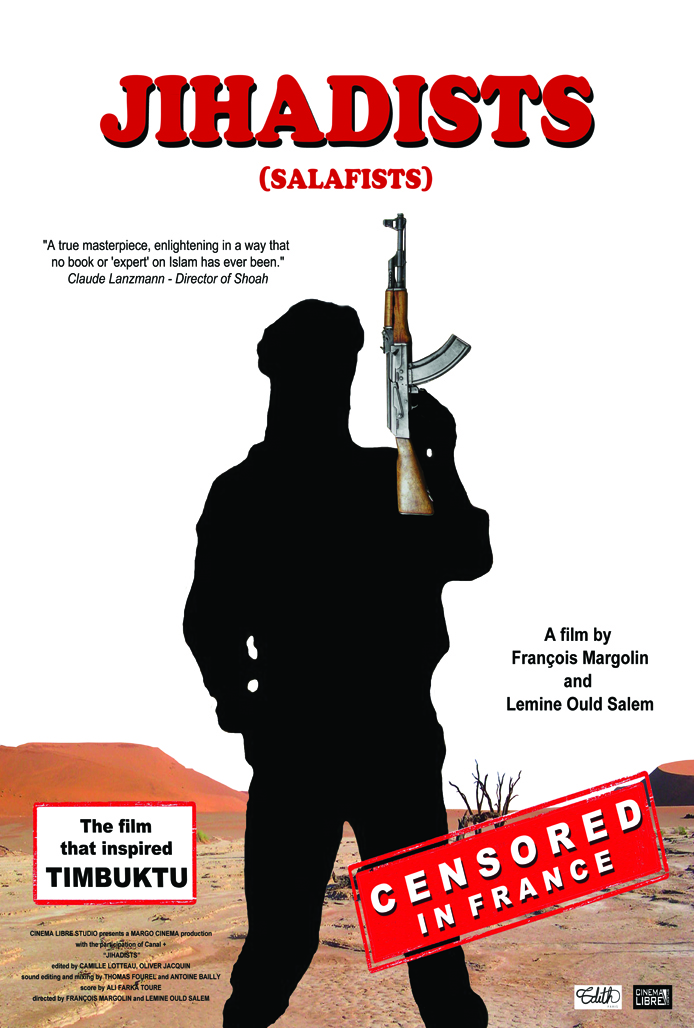 JIHADISTS
(SALAFISTS)
"A true masterpiece, enlightening in a way that
no book or 'expert' on Islam has ever been."
Claude Lanzmann - Director of Shoah
A film by
François Margolin
and
Lemine Ould Salem
The film
that inspired
TIMBUKTU
CENSORED
IN FRANCE
CINEMA LIBRE STUDIO presents a MARGO CINEMA production
with the participation of Canal +
"JIHADISTS"
edited by CAMILLE LOTTEAU, OLIVER JACQUIN
sound editing and mixing by THOMAS FOUREL and ANTOINE BAILLY
score by ALI FARKA TOURE
directed by FRANÇOIS MARGOLIN and LEMINE OULD SALEM
Edith
CINEMA
LIBRE